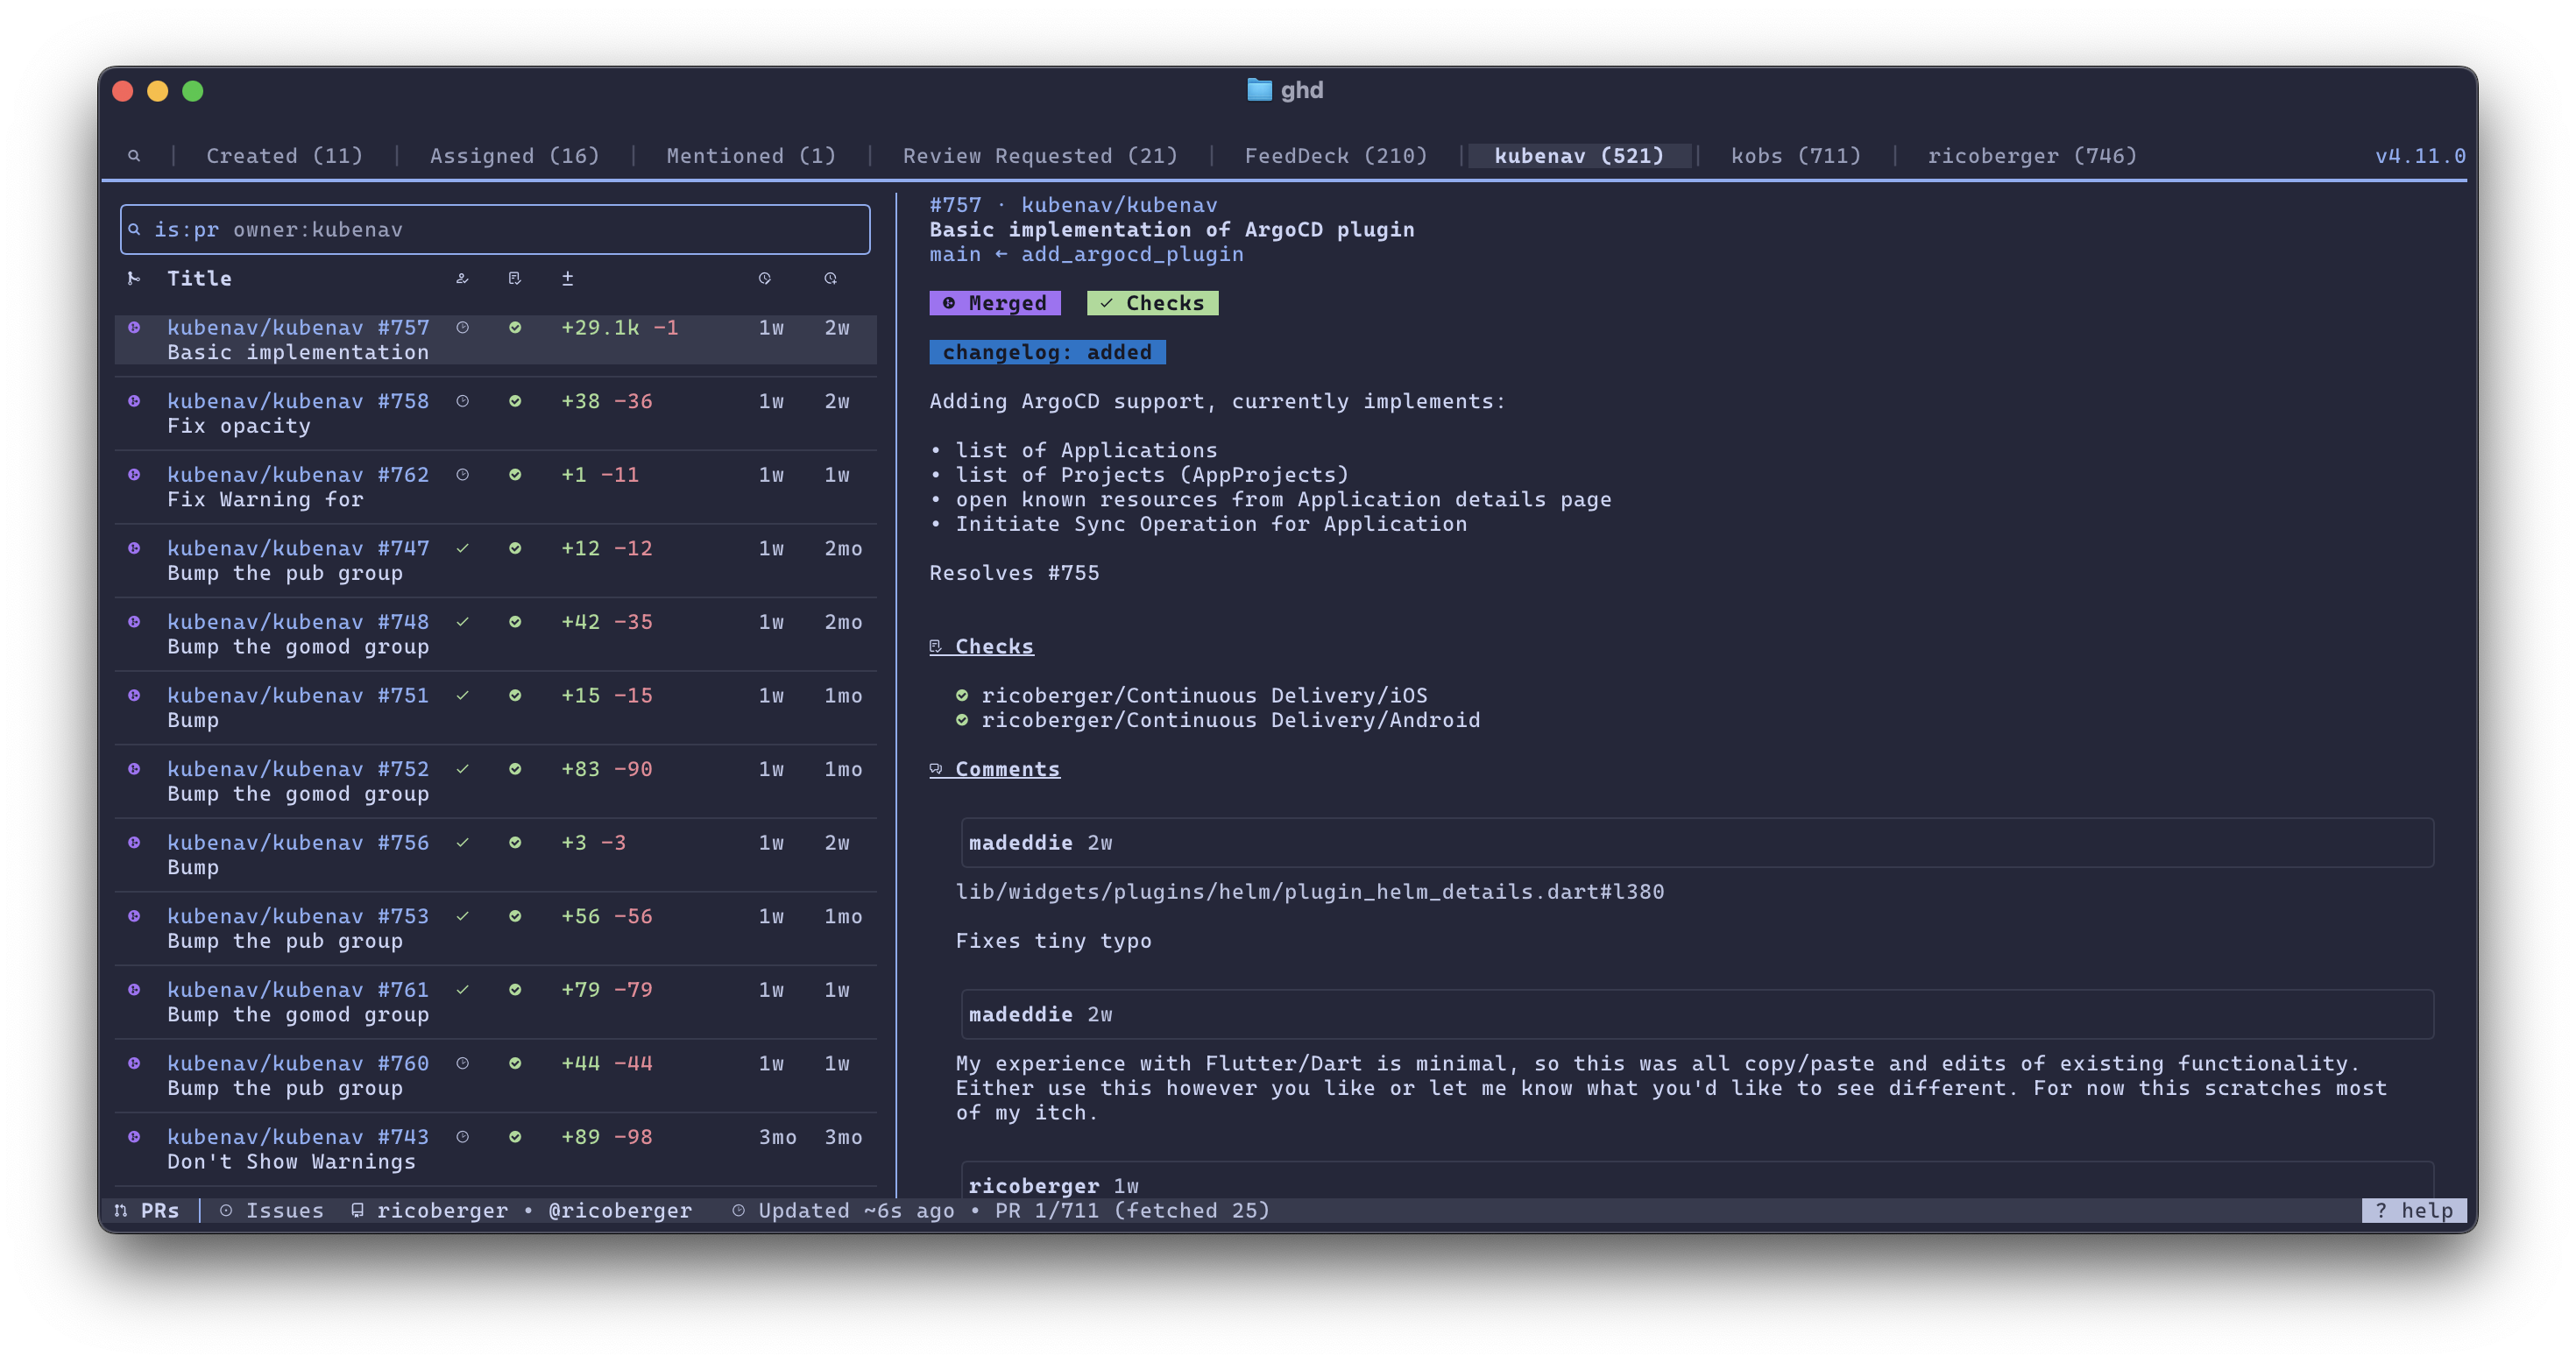 ghd
Created (11) | Assigned (16) | Mentioned (1) | Review Requested (21) | FeedDeck (210) | kubenav (521) | kobs (711) | ricoberger (746) v4.11.0
is:pr owner:kubenav
Title ±
kubenav/kubenav #757 +29.1k -1 1w 2w
Basic implementation
kubenav/kubenav #758 +38 -36 1w 2w
Fix opacity
kubenav/kubenav #762 +1 -11 1w 1w
Fix Warning for
kubenav/kubenav #747 +12 -12 1w 2mo
Bump the pub group
kubenav/kubenav #748 +42 -35 1w 2mo
Bump the gomod group
kubenav/kubenav #751 +15 -15 1w 1mo
Bump
kubenav/kubenav #752 +83 -90 1w 1mo
Bump the gomod group
kubenav/kubenav #756 +3 -3 1w 2w
Bump
kubenav/kubenav #753 +56 -56 1w 1mo
Bump the pub group
kubenav/kubenav #761 +79 -79 1w 1w
Bump the gomod group
kubenav/kubenav #760 +44 -44 1w 1w
Bump the pub group
kubenav/kubenav #743 +89 -98 3mo 3mo
Don't Show Warnings
#757 · kubenav/kubenav
Basic implementation of ArgoCD plugin
main ← add_argocd_plugin
Merged ✓ Checks
changelog: added
Adding ArgoCD support, currently implements:
• list of Applications
• list of Projects (AppProjects)
• open known resources from Application details page
• Initiate Sync Operation for Application
Resolves #755
Checks
ricoberger/Continuous Delivery/iOS
ricoberger/Continuous Delivery/Android
Comments
madeddie 2w
lib/widgets/plugins/helm/plugin_helm_details.dart#l380
Fixes tiny typo
madeddie 2w
My experience with Flutter/Dart is minimal, so this was all copy/paste and edits of existing functionality.
Either use this however you like or let me know what you'd like to see different. For now this scratches most
of my itch.
ricoberger 1w
PRs | Issues ricoberger • @ricoberger Updated ~6s ago • PR 1/711 (fetched 25) ? help